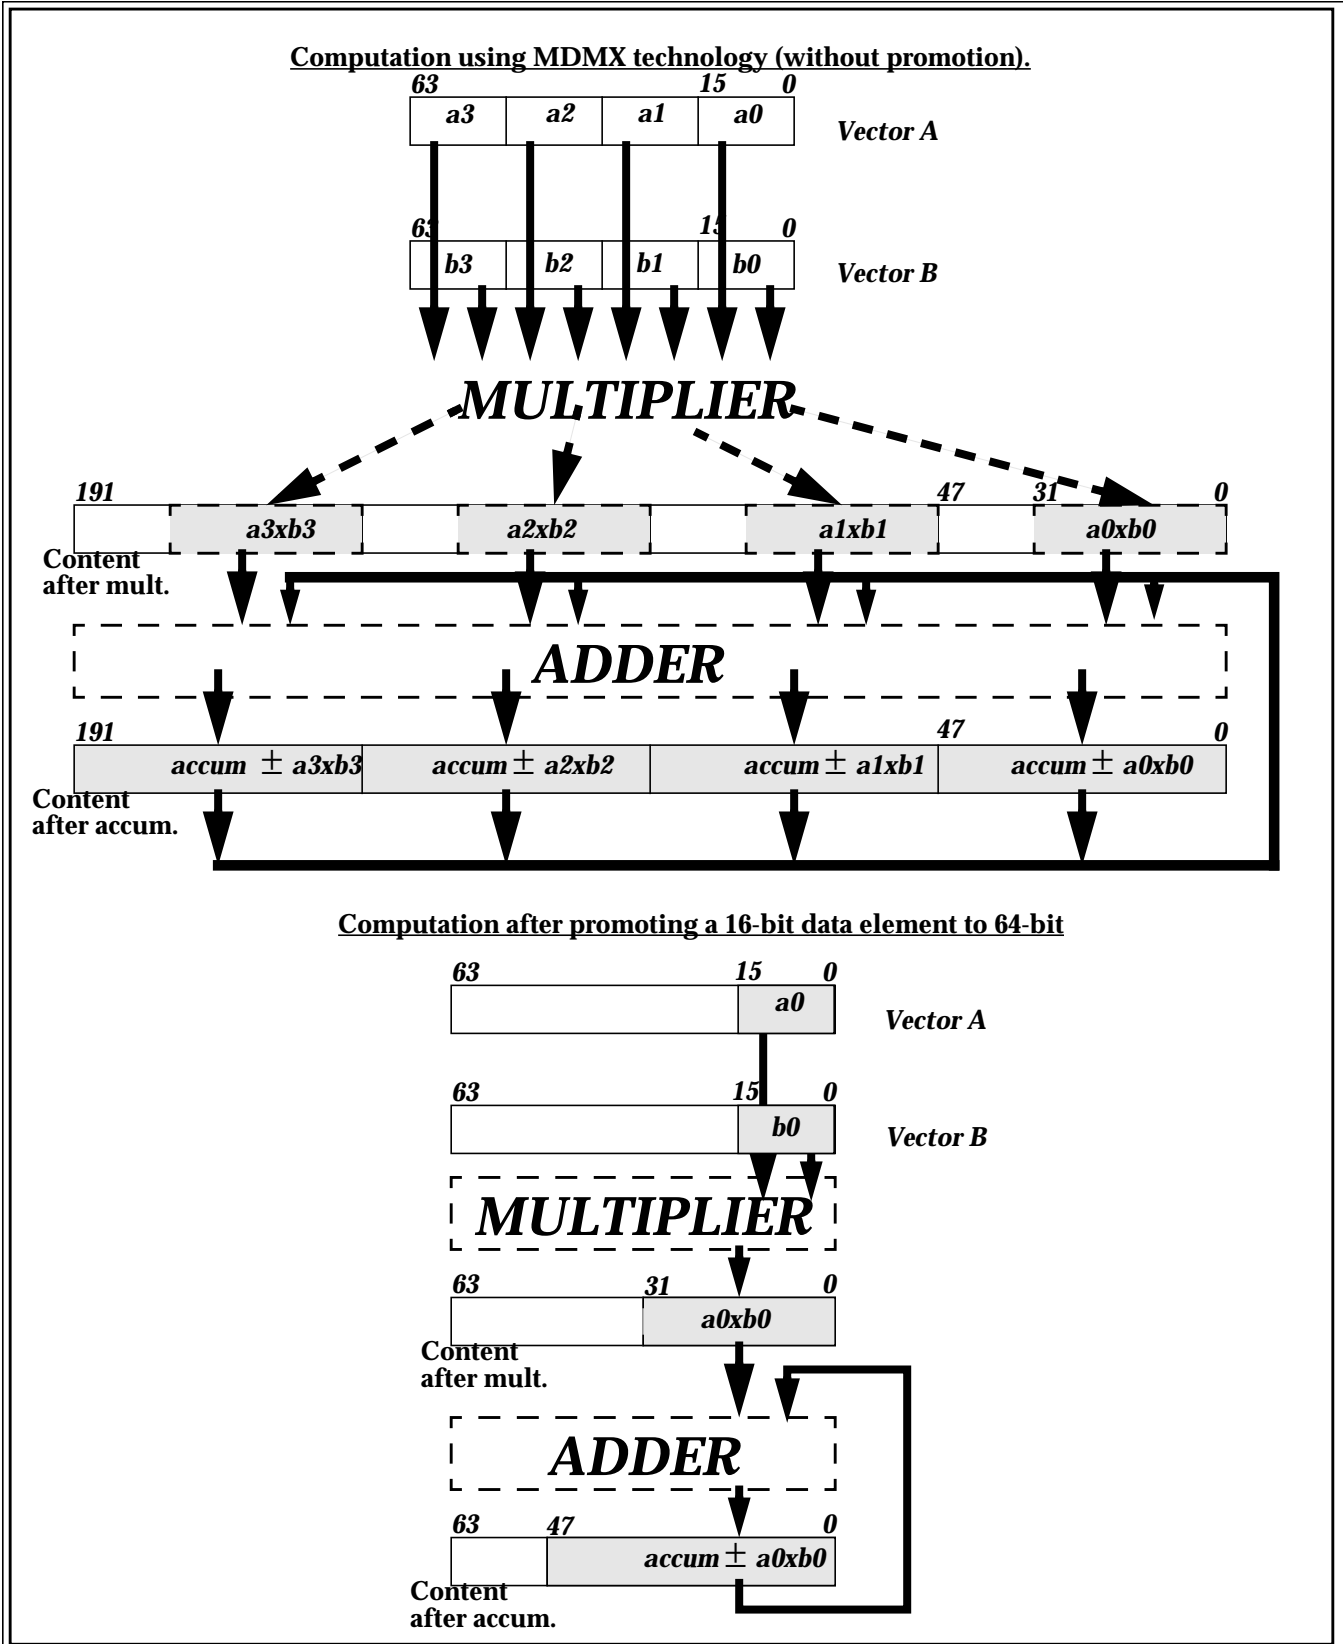 Computation using MDMX technology (without promotion).
63 15 0
a3 a2 a1 a0 Vector A
63 15 0
b3 b2 b1 b0 Vector B
MULTIPLIER
191 47 31 0
a3xb3 a2xb2 a1xb1 a0xb0
Content
after mult.
ADDER
191 47 0
accum ± a3xb3 accum ± a2xb2 accum ± a1xb1 accum ± a0xb0
Content
after accum.
Computation after promoting a 16-bit data element to 64-bit
63 15 0
a0 Vector A
63 15 0
b0 Vector B
MULTIPLIER
63 31 0
a0xb0
Content
after mult.
ADDER
63 47 0
accum ± a0xb0
Content
after accum.